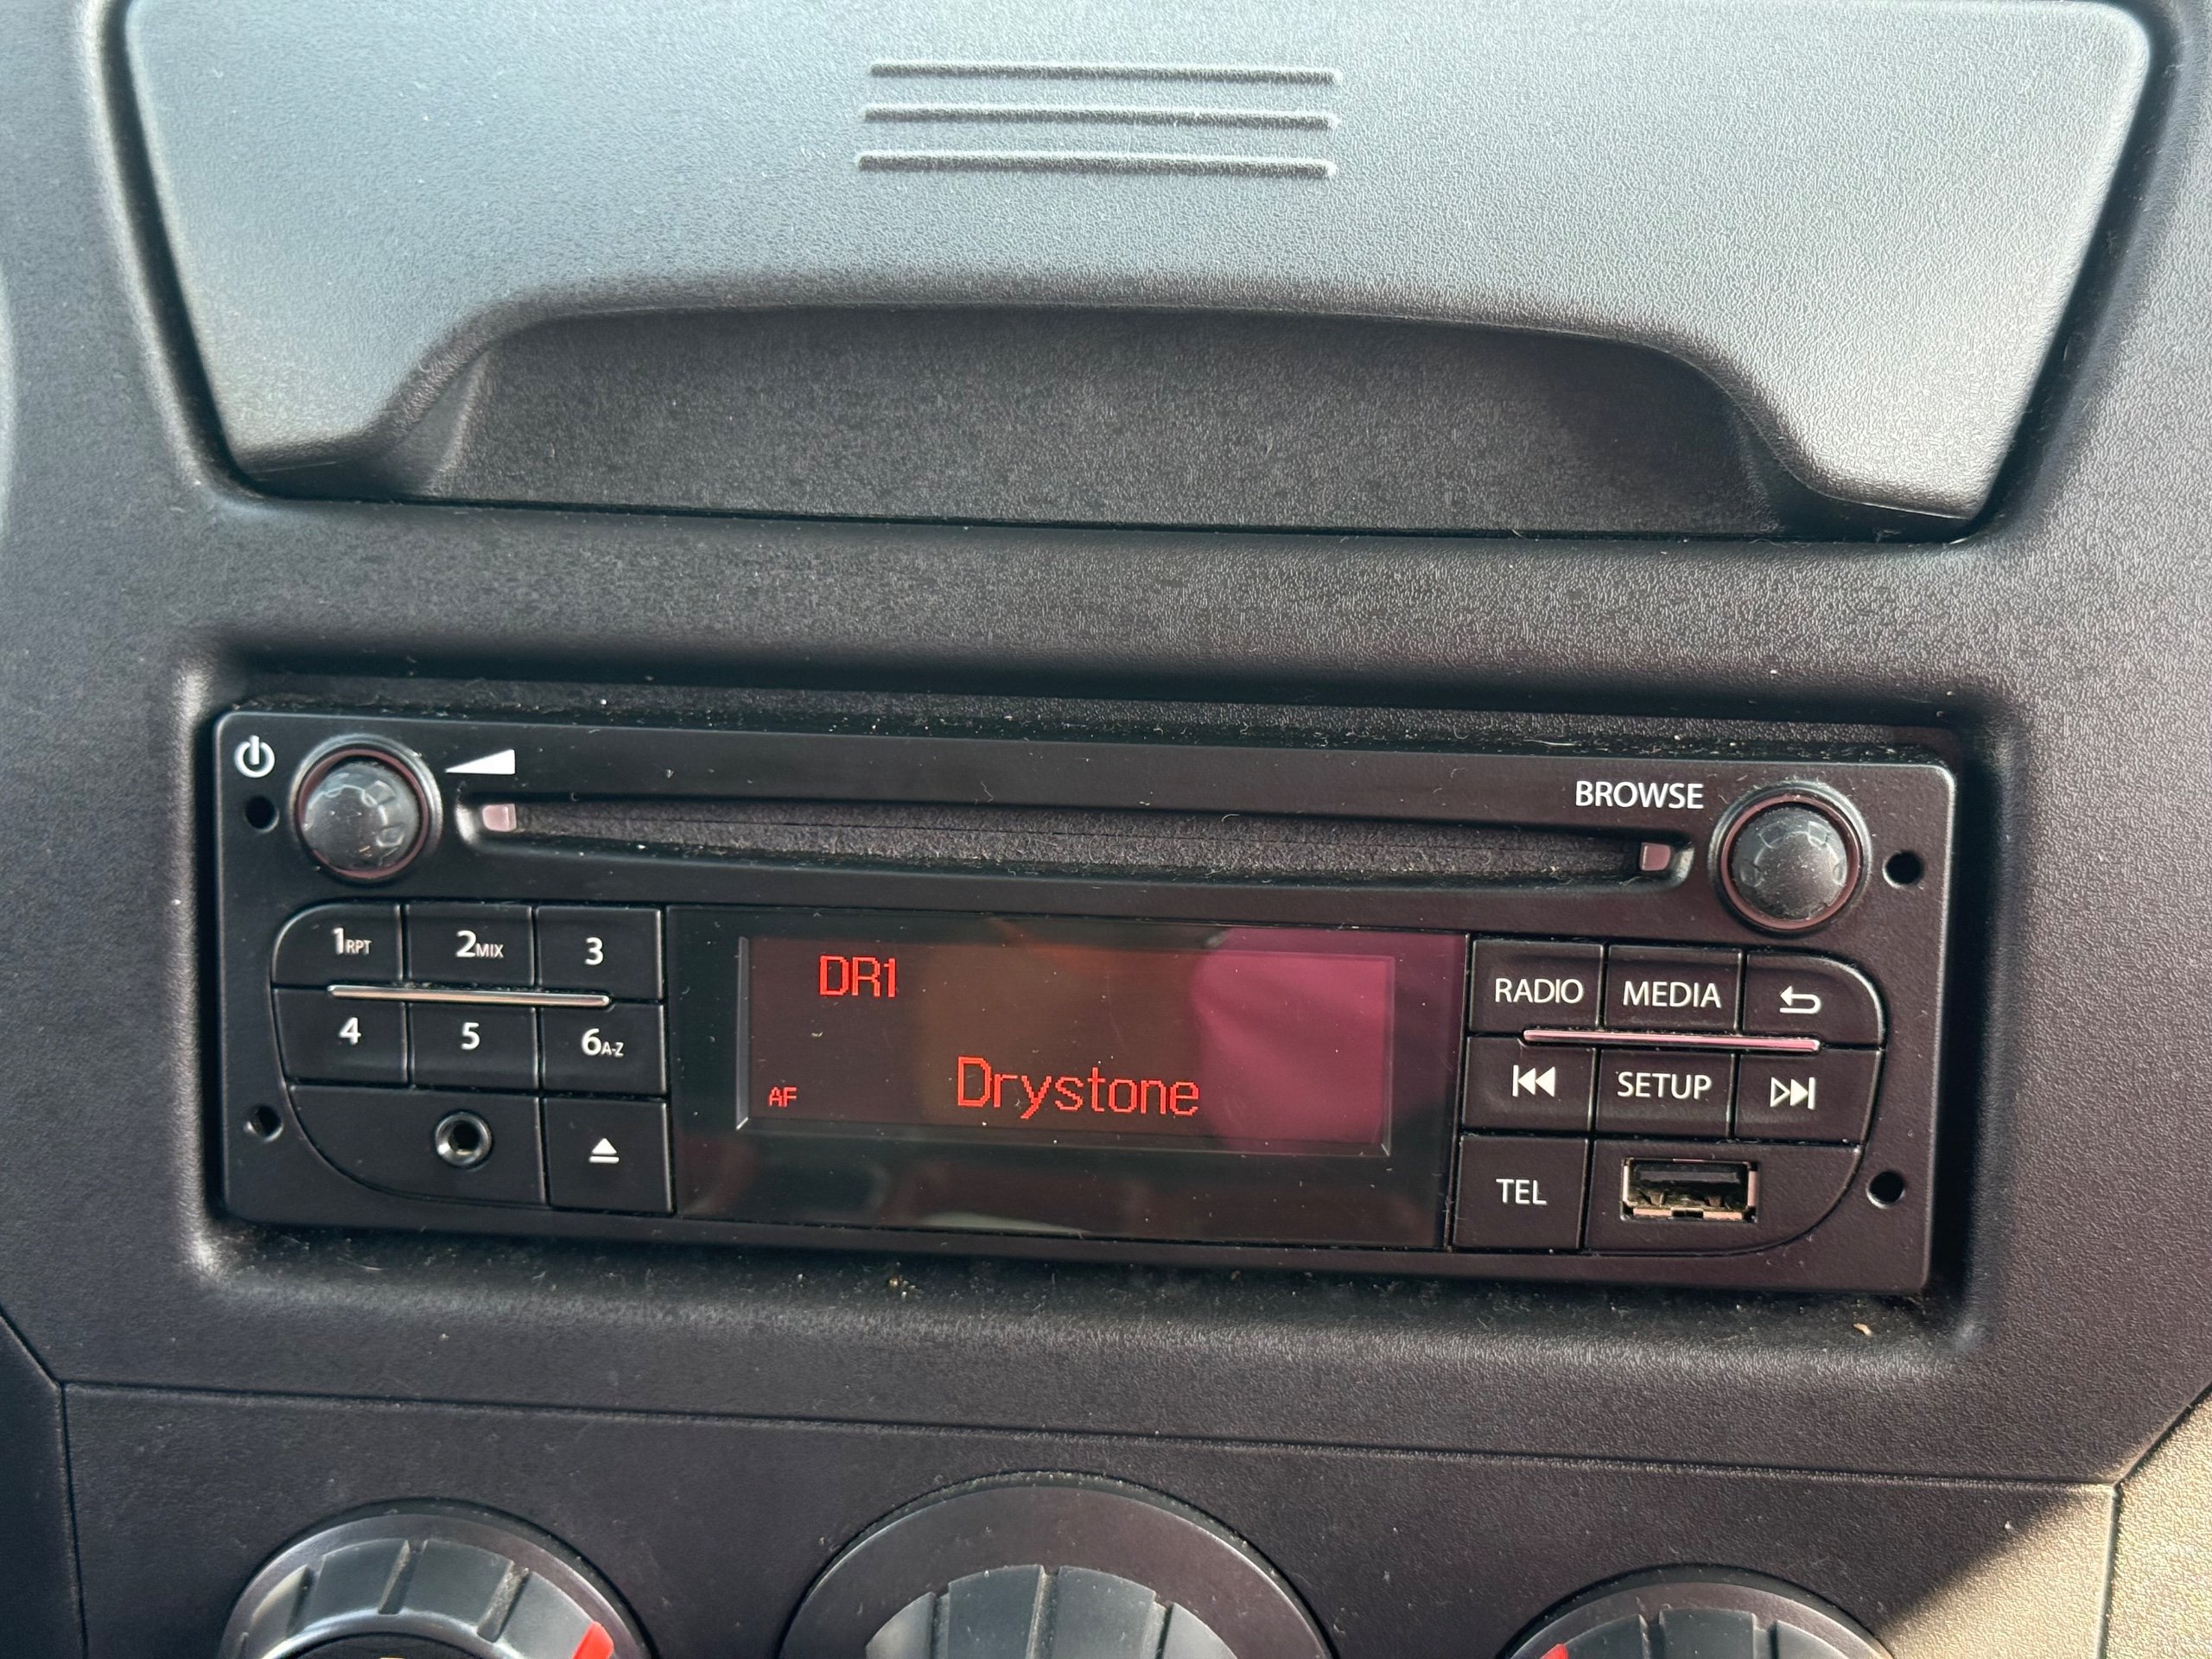 BROWSE
1RPT 2MIX 3
4 5 6A-Z
DR1
Drystone
AF
RADIO MEDIA
SETUP
TEL